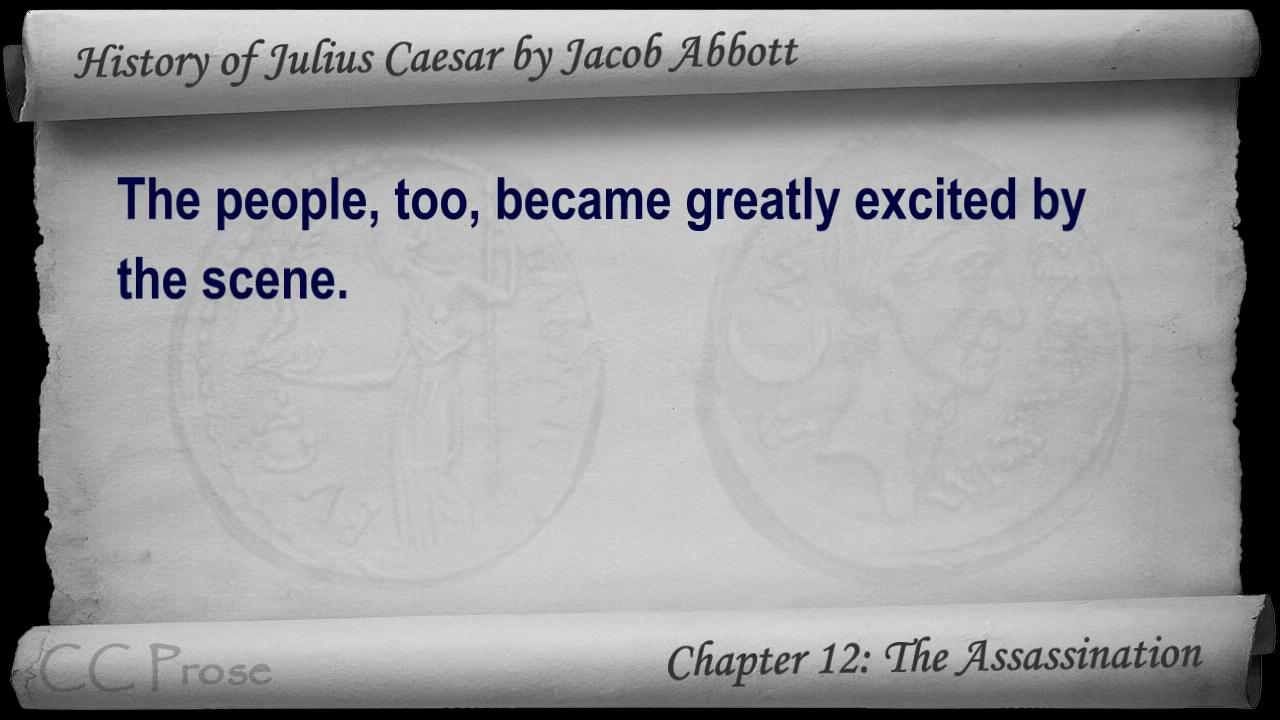 History of Julius Caesar by Jacob Abbott
The people, too, became greatly excited by
the scene.
CC Prose
Chapter 12: The Assassination